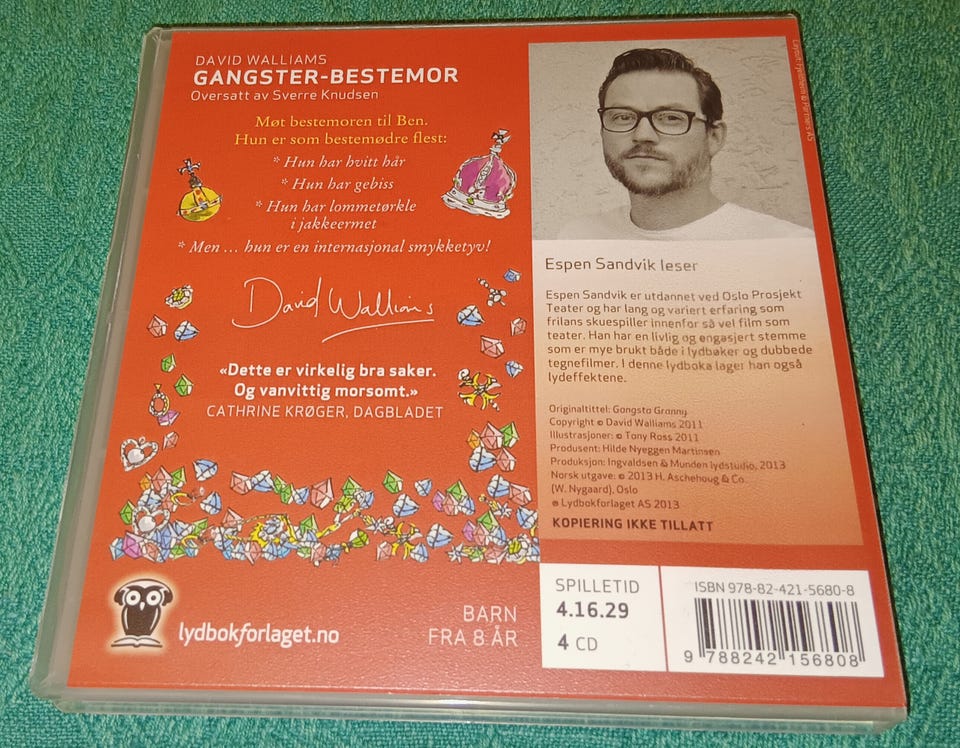 DAVID WALLIAMS
GANGSTER-BESTEMOR
Oversatt av Sverre Knudsen
Møt bestemoren til Ben.
Hun er som bestemødre flest:
* Hun har hvitt hår
* Hun har gebiss
* Hun har lommetørkle
i jakkeermet
* Men ... hun er en internasjonal smykketyv!
David Walliams
«Dette er virkelig bra saker.
Og vanvittig morsomt.»
CATHRINE KRØGER, DAGBLADET
lydbokforlaget.no
BARN
FRA 8 ÅR
Espen Sandvik leser
Espen Sandvik er utdannet ved Oslo Prosjekt
Teater og har lang og variert erfaring som
frilans skuespiller innenfor så vel film som
teater. Han har en livlig og engasjert stemme
som er mye brukt både i lydbøker og dubbede
tegnefilmer. I denne lydboka lager han også
lydeffektene.
Originaltittel: Gangsta Granny
Copyright © David Walliams 2011
Illustrasjoner: © Tony Ross 2011
Produsent: Hilde Nyeggen Martinsen
Produksjon: Ingvaldsen & Munden lydstudio, 2013
Norsk utgave: © 2013 H. Aschehoug & Co.
(W. Nygaard), Oslo
℗ Lydbokforlaget AS 2013
KOPIERING IKKE TILLATT
SPILLETID
4.16.29
4 CD
ISBN 978-82-421-5680-8
9 788242 156808